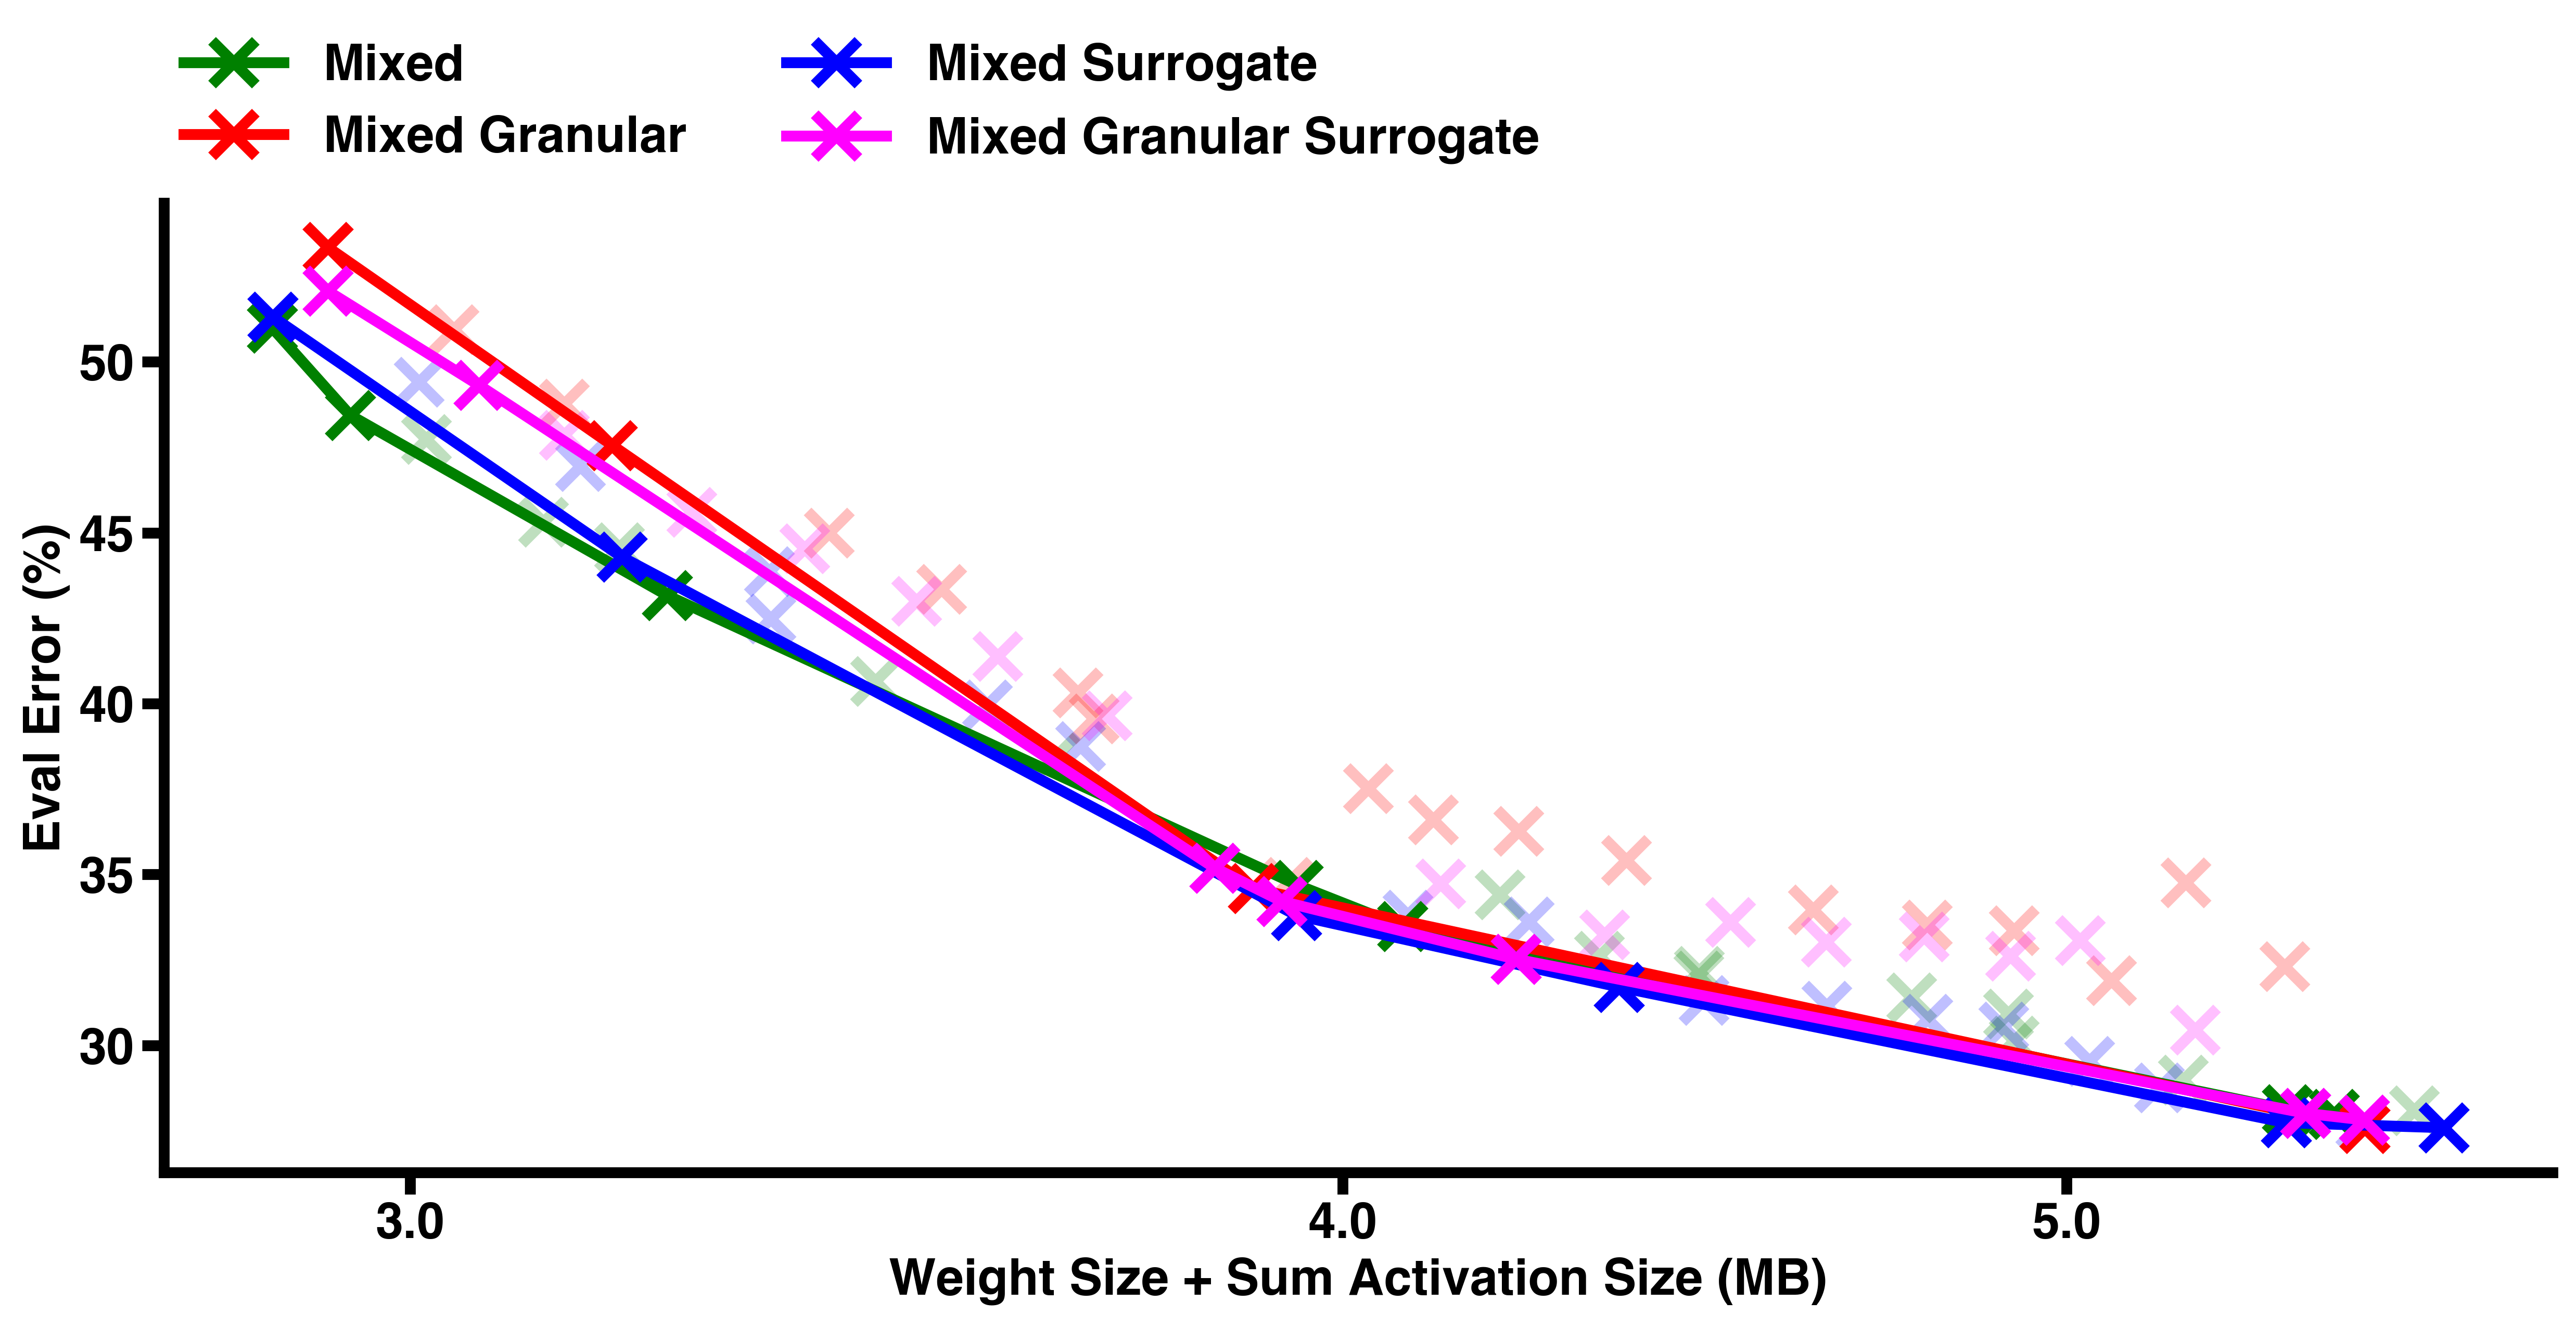 Mixed
Mixed Granular
Mixed Surrogate
Mixed Granular Surrogate
Eval Error (%)
50
45
40
35
30
3.0
4.0
5.0
Weight Size + Sum Activation Size (MB)